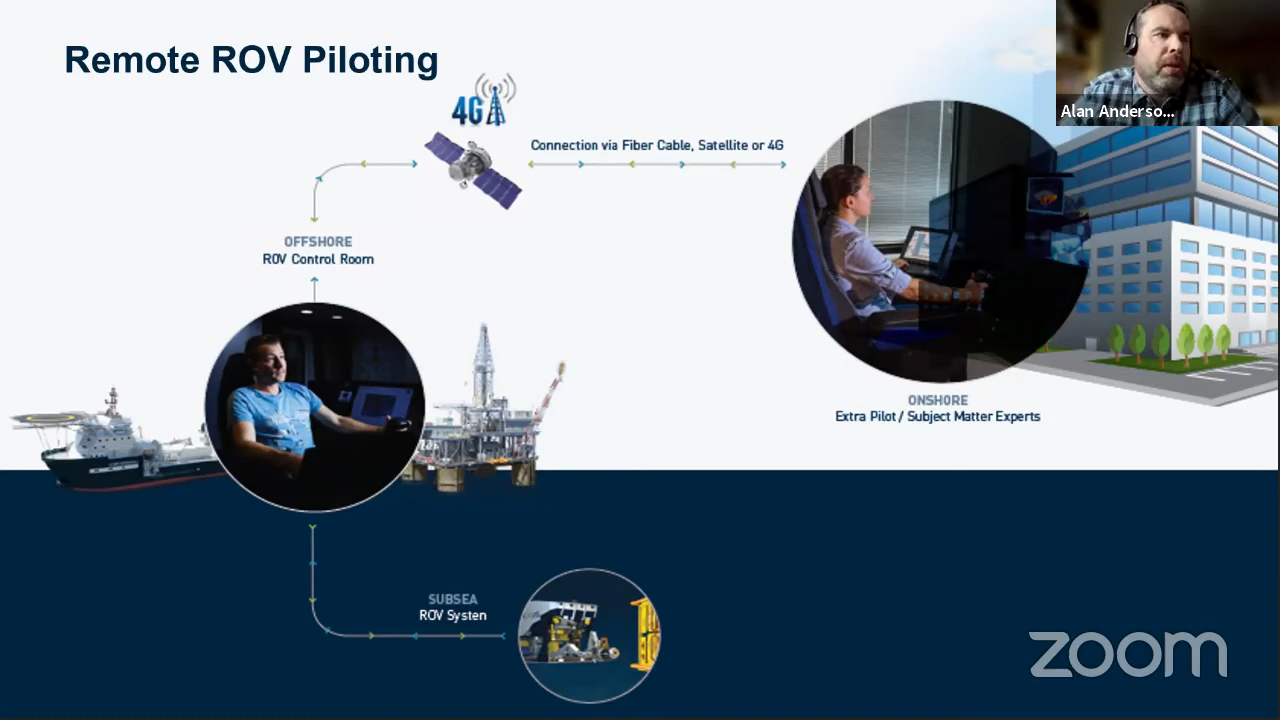 Remote ROV Piloting
Alan Anderso...
4G
Connection via Fiber Cable, Satellite or 4G
OFFSHORE
ROV Control Room
ONSHORE
Extra Pilot / Subject Matter Experts
SUBSEA
ROV System
zoom